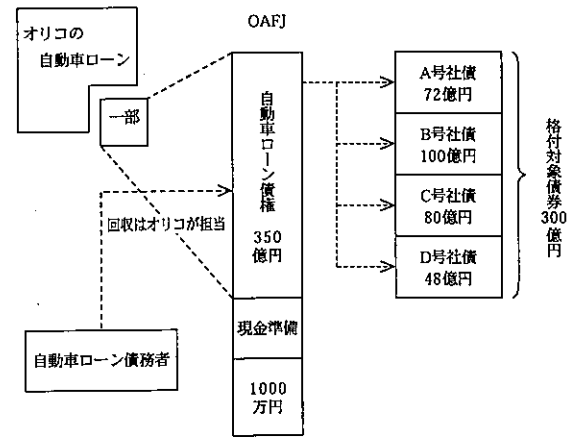 オリコの
自動車ローン
一部
OAFJ
自動車ローン債権
350
億円
現金準備
1000
万円
回収はオリコが担当
自動車ローン債務者
A号社債
72億円
B号社債
100億円
C号社債
80億円
D号社債
48億円
格付対象債券300億円